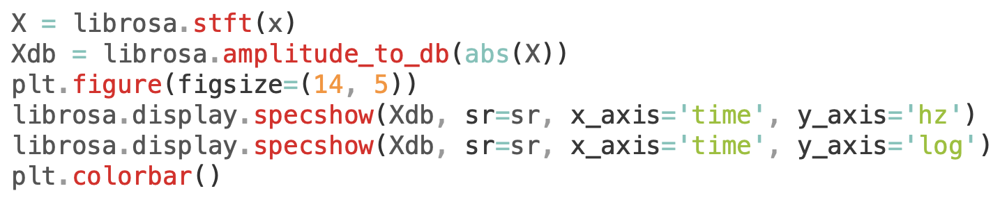 X = librosa.stft(x)
Xdb = librosa.amplitude_to_db(abs(X))
plt.figure(figsize=(14, 5))
librosa.display.specshow(Xdb, sr=sr, x_axis='time', y_axis='hz')
librosa.display.specshow(Xdb, sr=sr, x_axis='time', y_axis='log')
plt.colorbar()